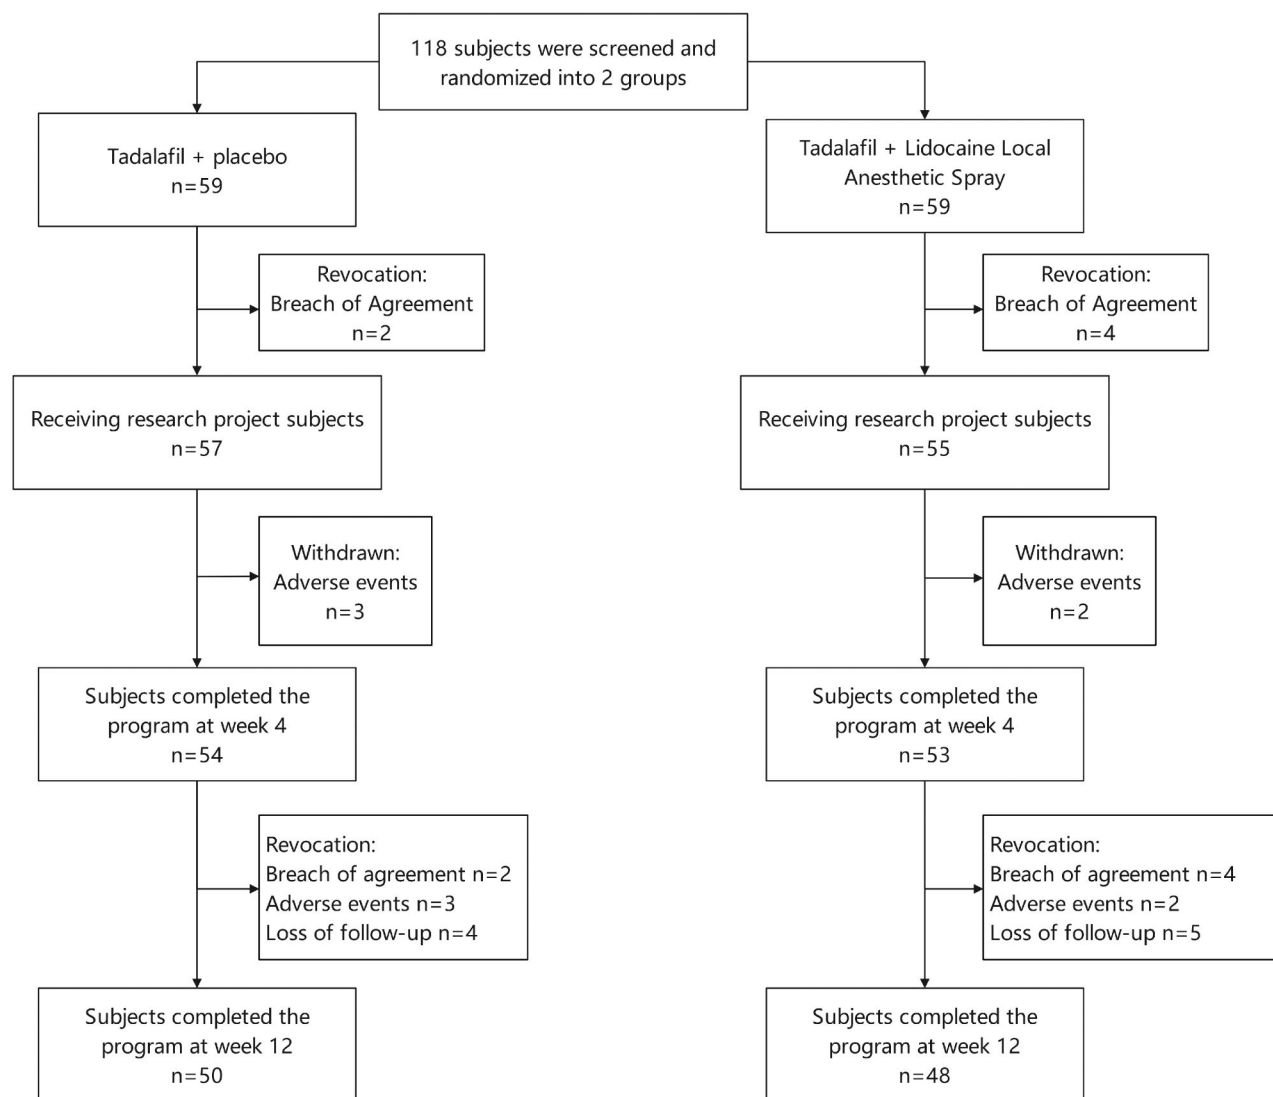 118 subjects were screened and
randomized into 2 groups
Tadalafil + placebo
n=59
Tadalafil + Lidocaine Local
Anesthetic Spray
n=59
Revocation:
Breach of Agreement
n=2
Revocation:
Breach of Agreement
n=4
Receiving research project subjects
n=57
Receiving research project subjects
n=55
Withdrawn:
Adverse events
n=3
Withdrawn:
Adverse events
n=2
Subjects completed the
program at week 4
n=54
Subjects completed the
program at week 4
n=53
Revocation:
Breach of agreement n=2
Adverse events n=3
Loss of follow-up n=4
Revocation:
Breach of agreement n=4
Adverse events n=2
Loss of follow-up n=5
Subjects completed the
program at week 12
n=50
Subjects completed the
program at week 12
n=48